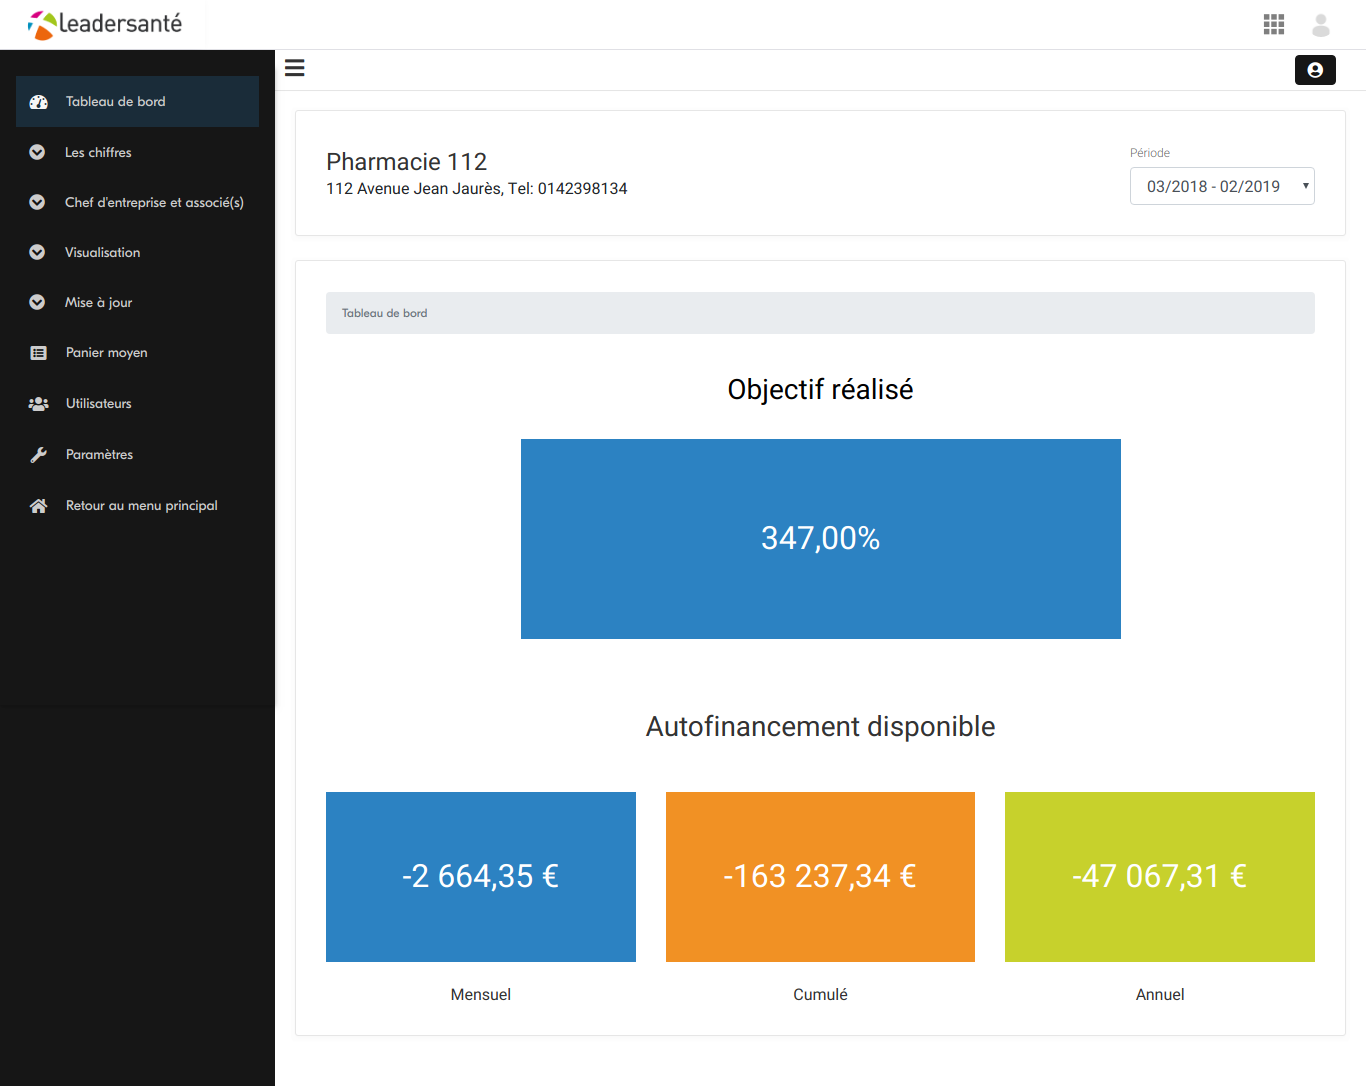 leadersanté
Tableau de bord
Les chiffres
Chef d'entreprise et associé(s)
Visualisation
Mise à jour
Panier moyen
Utilisateurs
Paramètres
Retour au menu principal
Pharmacie 112
112 Avenue Jean Jaurès, Tel: 0142398134
Période
03/2018 - 02/2019
Tableau de bord
Objectif réalisé
347,00%
Autofinancement disponible
-2 664,35 €
-163 237,34 €
-47 067,31 €
Mensuel
Cumulé
Annuel